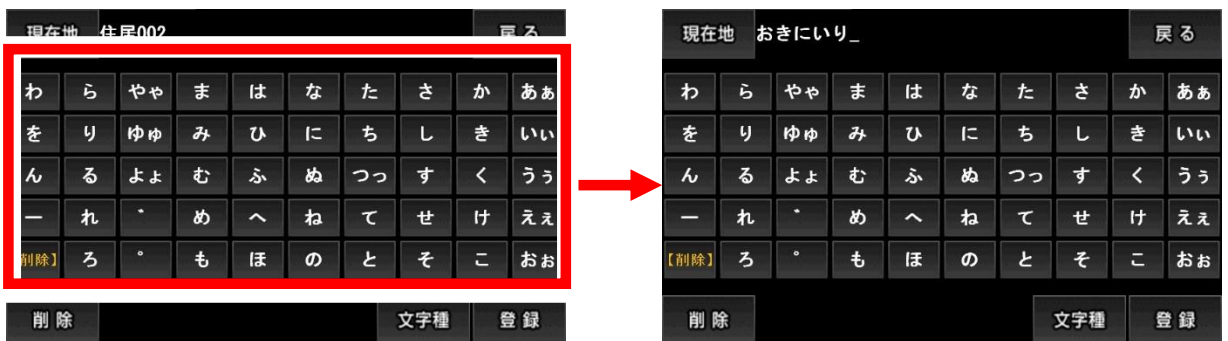 現在地 住居002 戻る
わ ら やゃ ま は な た さ か あぁ
を り ゆゅ み ひ に ち し き いぃ
ん る よょ む ふ ぬ つっ す く うぅ
ー れ ゛ め へ ね て せ け えぇ
【削除】 ろ ゜ も ほ の と そ こ おぉ
削除 文字種 登録
現在地 おきにいり_ 戻る
わ ら やゃ ま は な た さ か あぁ
を り ゆゅ み ひ に ち し き いぃ
ん る よょ む ふ ぬ つっ す く うぅ
ー れ ゛ め へ ね て せ け えぇ
【削除】 ろ ゜ も ほ の と そ こ おぉ
削除 文字種 登録